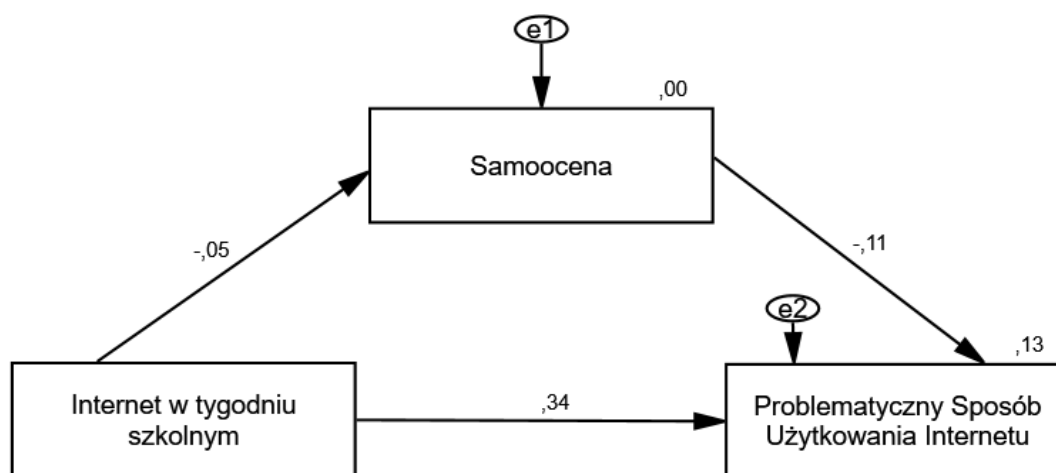 e1
,00
Samoocena
-,05
-,11
e2
,13
Internet w tygodniu
szkolnym
,34
Problematyczny Sposób
Użytkowania Internetu